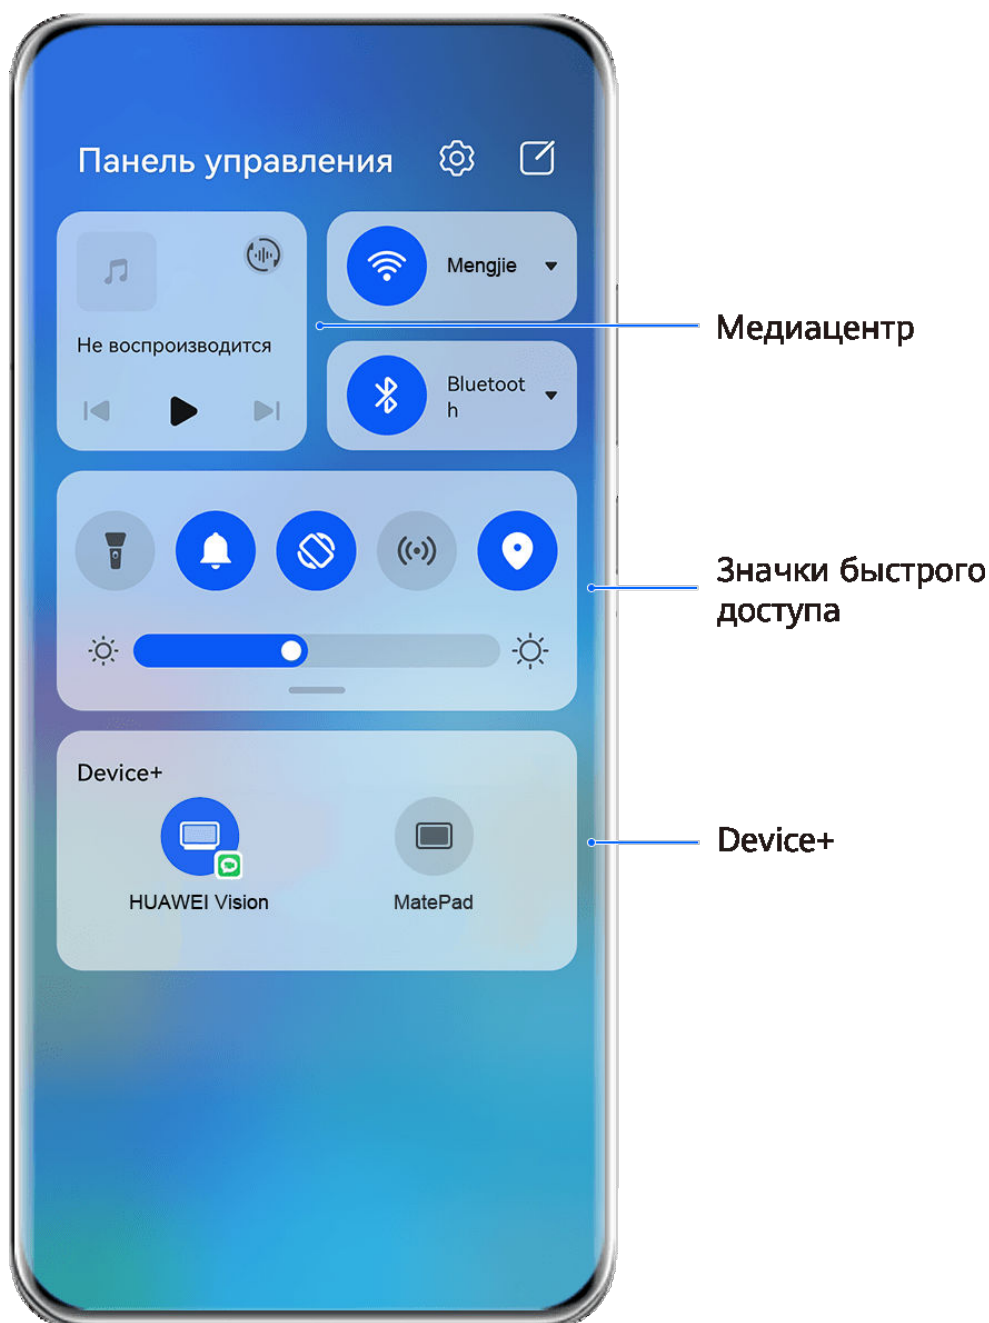 Панель управления
Не воспроизводится
Mengjie
Bluetoot
h
Медиацентр
Значки быстрого
доступа
Device+
HUAWEI Vision
MatePad
Device+